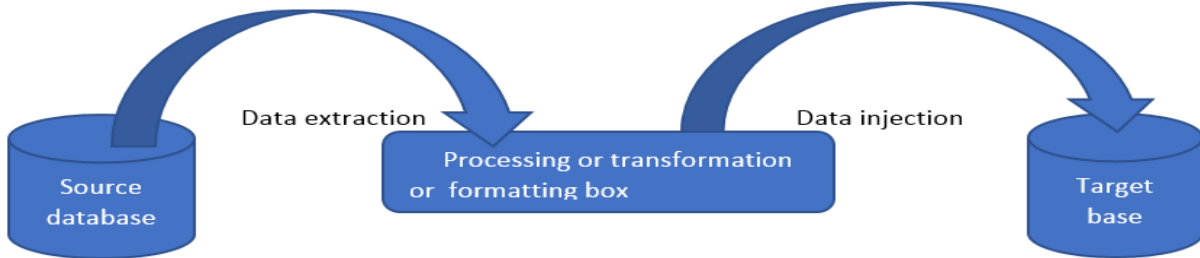 Data extraction
Data injection
Processing or transformation
or formatting box
Source
database
Target
base